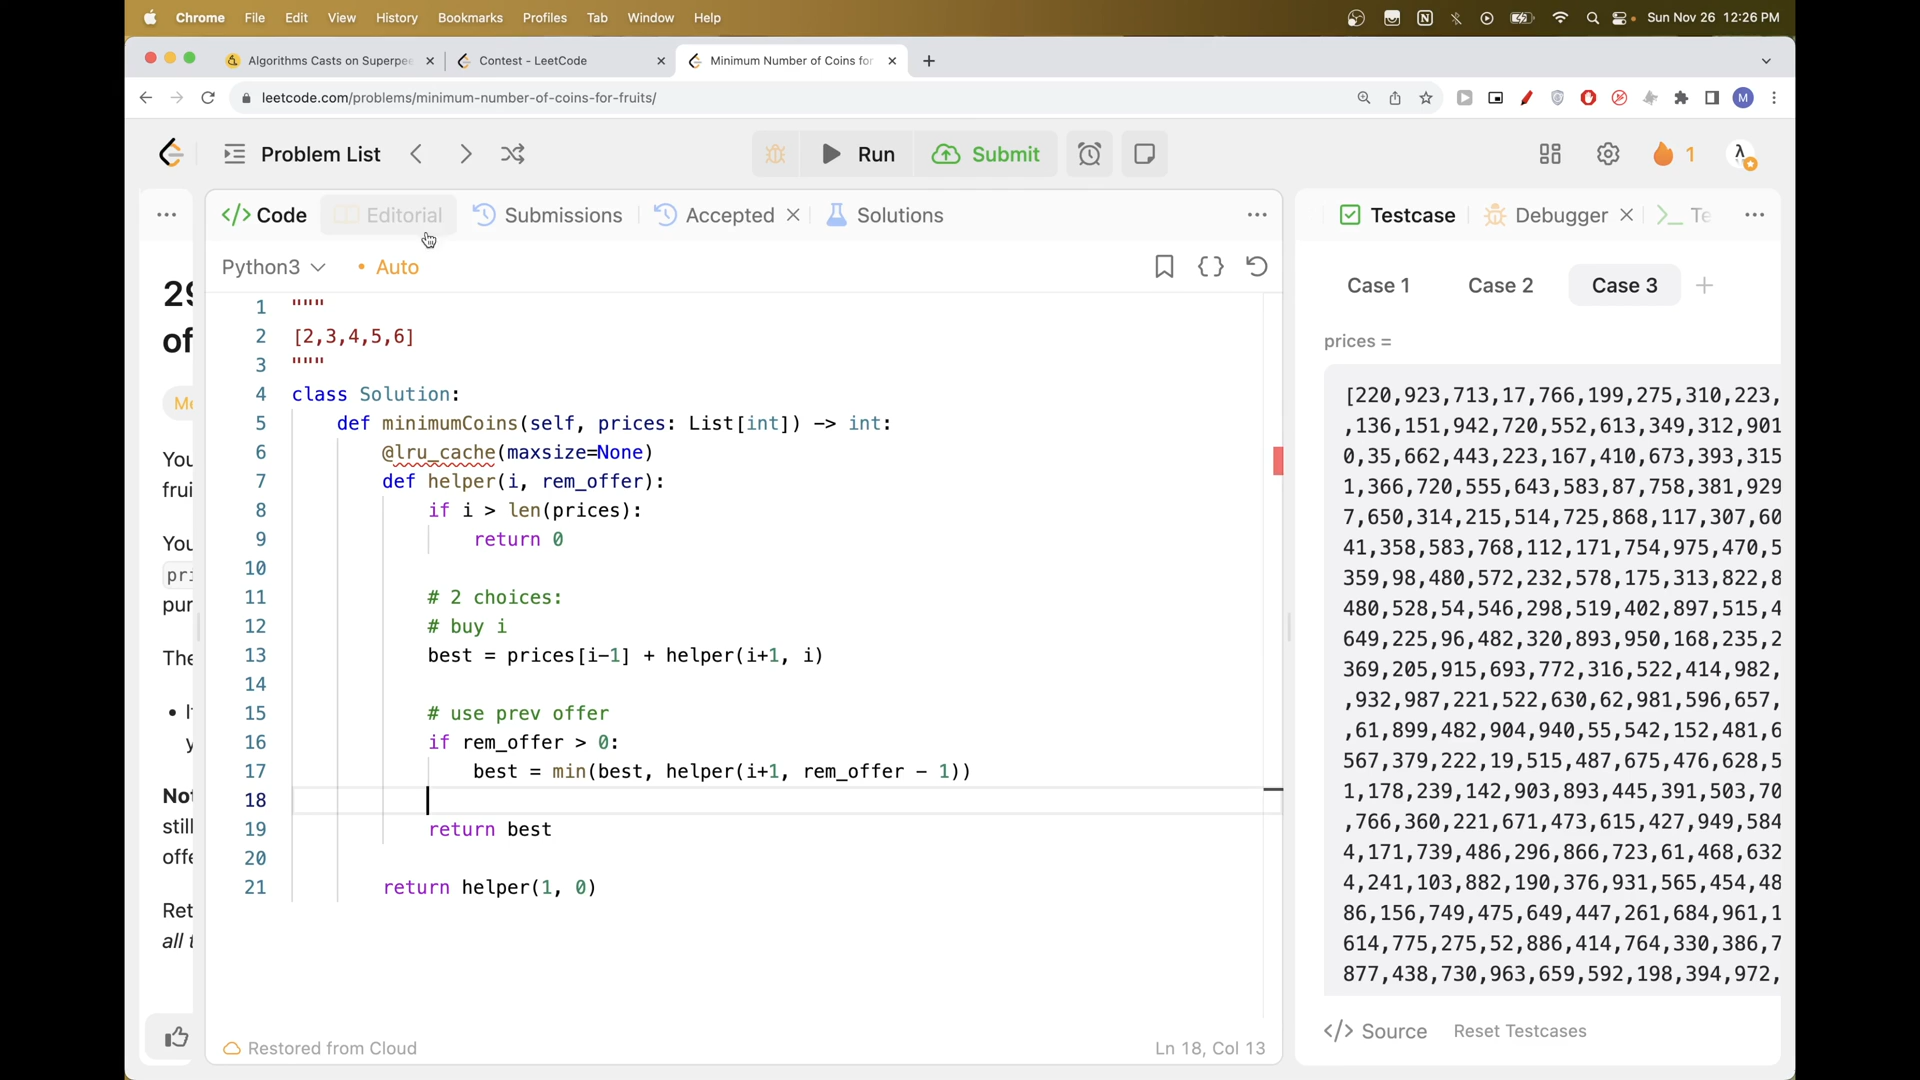 Chrome File Edit View History Bookmarks Profiles Tab Window Help Sun Nov 26 12:26 PM
Algorithms Casts on Superpee Contest - LeetCode Minimum Number of Coins for
leetcode.com/problems/minimum-number-of-coins-for-fruits/ M
Problem List Run Submit 1
Code Editorial Submissions Accepted Solutions
Python3 Auto
1 """
2 [2,3,4,5,6]
3 """
4 class Solution:
5 def minimumCoins(self, prices: List[int]) -> int:
6 @lru_cache(maxsize=None)
7 def helper(i, rem_offer):
8 if i > len(prices):
9 return 0
10
11 # 2 choices:
12 # buy i
13 best = prices[i-1] + helper(i+1, i)
14
15 # use prev offer
16 if rem_offer > 0:
17 best = min(best, helper(i+1, rem_offer - 1))
18
19 return best
20
21 return helper(1, 0)
Restored from Cloud Ln 18, Col 13
29
of
Me
You
frui
You
pri
pur
The
• I
y
Not
still
offe
Ret
all t
Testcase Debugger Te
Case 1 Case 2 Case 3
prices =
[220,923,713,17,766,199,275,310,223,
,136,151,942,720,552,613,349,312,901
0,35,662,443,223,167,410,673,393,315
1,366,720,555,643,583,87,758,381,929
7,650,314,215,514,725,868,117,307,60
41,358,583,768,112,171,754,975,470,5
359,98,480,572,232,578,175,313,822,8
480,528,54,546,298,519,402,897,515,4
649,225,96,482,320,893,950,168,235,2
369,205,915,693,772,316,522,414,982,
,932,987,221,522,630,62,981,596,657,
,61,899,482,904,940,55,542,152,481,6
567,379,222,19,515,487,675,476,628,5
1,178,239,142,903,893,445,391,503,70
,766,360,221,671,473,615,427,949,584
4,171,739,486,296,866,723,61,468,632
4,241,103,882,190,376,931,565,454,48
86,156,749,475,649,447,261,684,961,1
614,775,275,52,886,414,764,330,386,7
877,438,730,963,659,592,198,394,972,
Source Reset Testcases